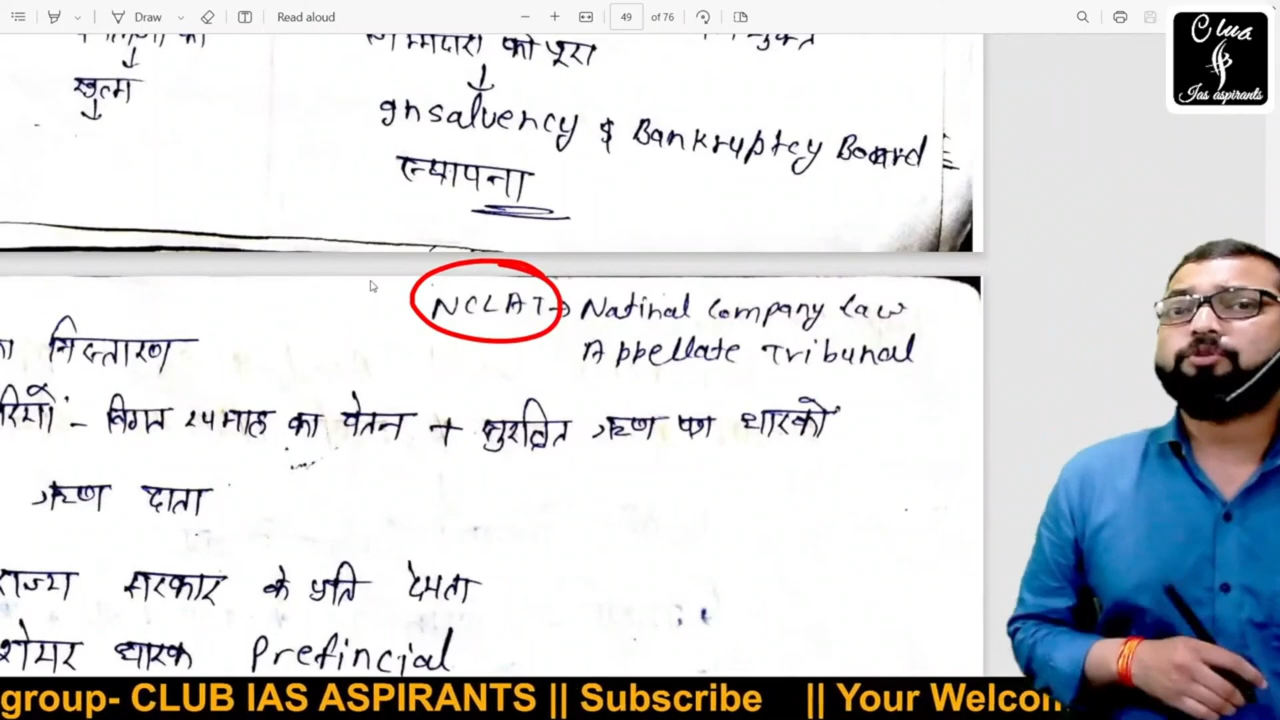 Draw
Read aloud
49
of 76
Clua
Ias aspirants
को पूरा
खत्म
Insalvency & Bankruptcy Board
स्थापना
NCLAT → Natinal Company law
Appellate Tribunal
का निस्तारण
विगत 24 माह का वेतन + सुरक्षित ऋण पत्र धारकों
ऋण दाता
राज्य सरकार के प्रति देयता
शेयर धारक Prefincial
group- CLUB IAS ASPIRANTS || Subscribe || Your Welcom